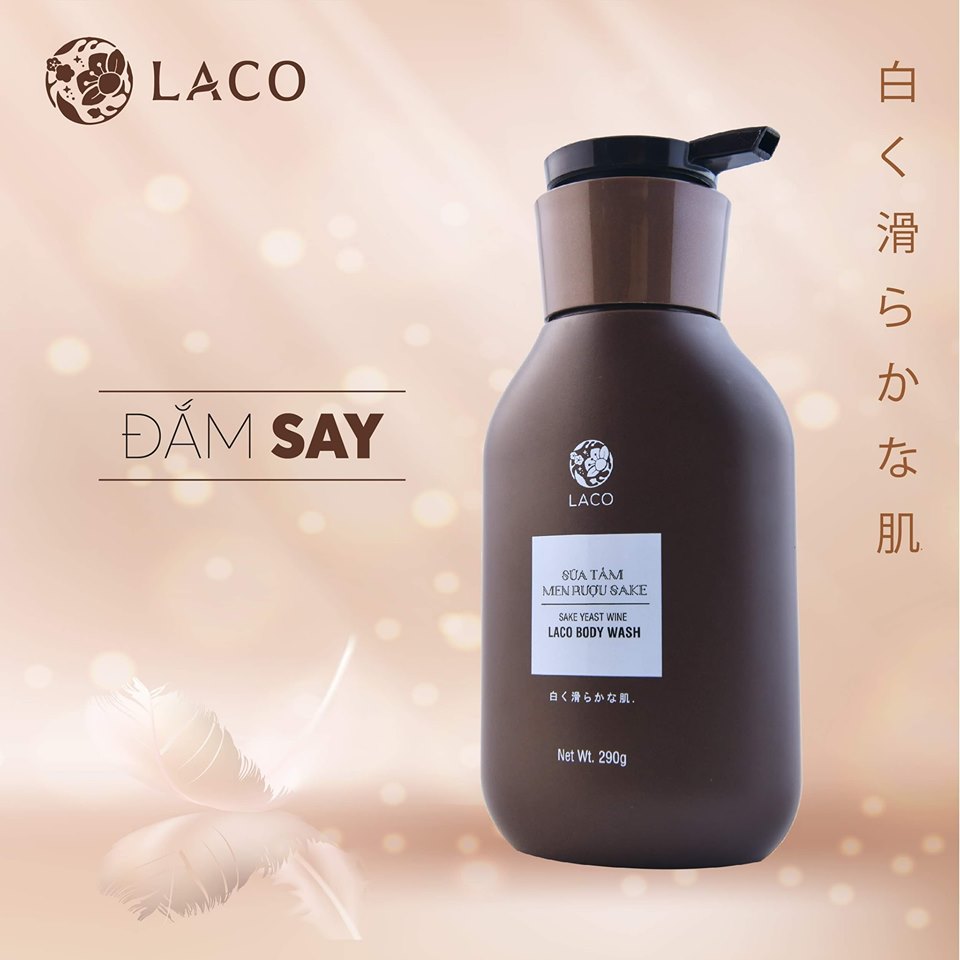 LACO
白く滑らかな肌.
ĐẮM SAY
LACO
SỮA TẮM
MEN RƯỢU SAKE
SAKE YEAST WINE
LACO BODY WASH
白く滑らかな肌.
Net Wt. 290g